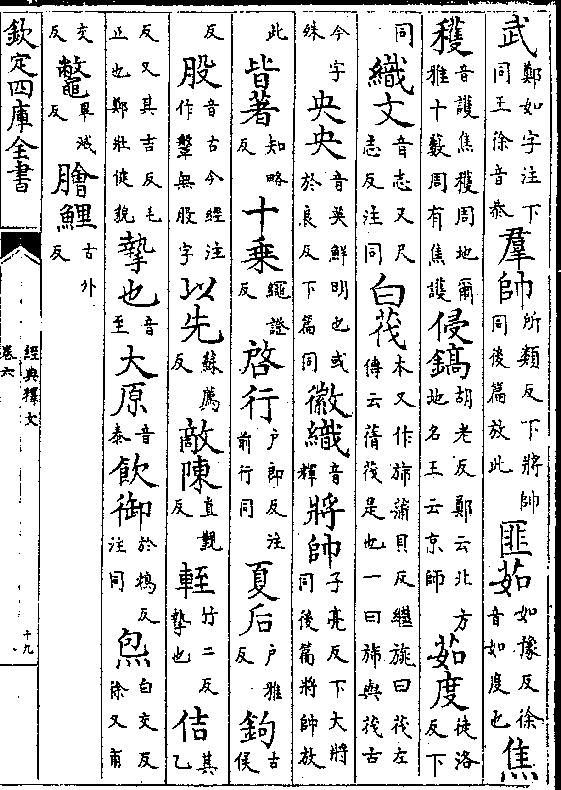 武鄭如字注下同王徐音泰羣帥所類反下將帥同後篇放此匪茹如豫反徐音如度也焦
穫音護焦穫周地爾雅十藪周有焦護侵鎬胡老反鄭云北方地名王云京師茹度徒洛反下
同織文音志又尺志反注同白茷本又作旆蒲貝反繼旐曰茷左傳云蒨茷是也一曰旆與茷古
今字殊央央音英鮮明也或於良反下篇同徽織音輝將帥子亮反下大將同後篇將帥放
此皆著知略反十乗繩證反啓行户郎反注前行同夏后户雅反鉤古侯
反股音古今經注作鞶無股字以先蘇薦反敵陳直覲反輊竹二反摯也佶其乙
反又其吉反毛正也鄭壯健貌摯也音至大原音泰飲御於鴆反注同炰白交反徐又甫
交反鼈卑滅反膾鯉古外反
欽定四庫全書
經典釋文
卷六
十九